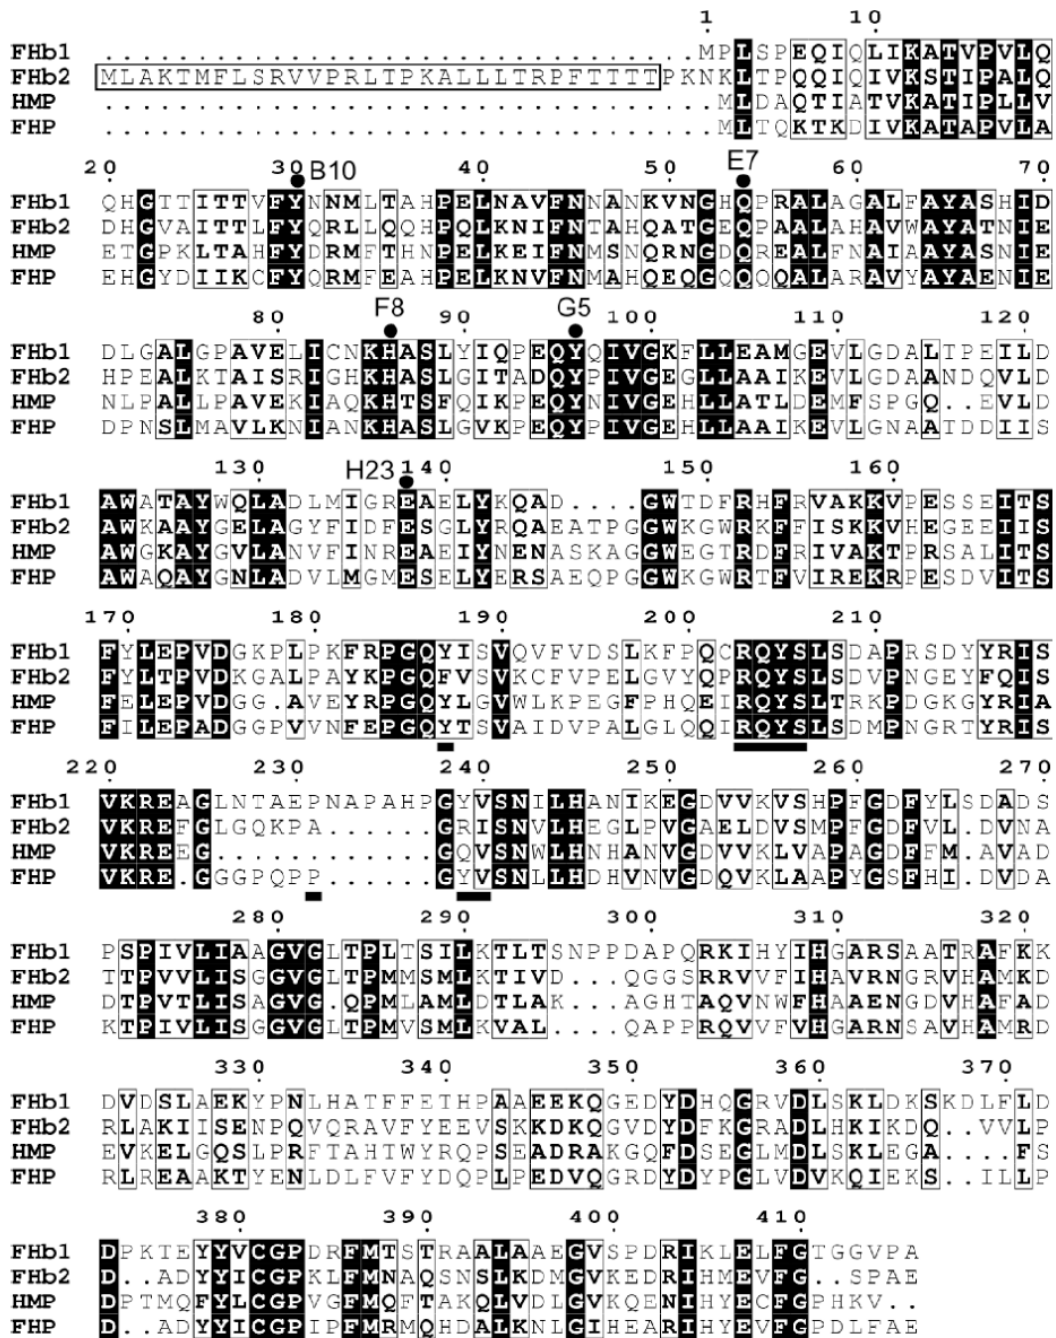 1 10
FHb1 ................................MPLSPEQIQLIKATVPVLQ
FHb2 MLAKTMFLSRVVPRLTPKALLLTRPFTTTTTPKNKLTPQQIQIVKSTIPALQ
HMP .................................MLDAQTIATVKATIPLLV
FHP .................................MLTQKTKDIVKATAPVLA
20 30 B10 40 50 E7 60 70
FHb1 QHGTTITTVFYNNMLTAHPELNAVFNNANKVNGHQPRALAGALFAYASHID
FHb2 DHGVAITTLFYQRLLQQHPQLKNIFNTAHQATGEQPAALAHAVWAYATNIE
HMP ETGPKLTAHFYDRMFTHNPELKEIFNMSNQRNGDQREALFNAIAAYASNIE
FHP EHGYDIIKCFYQRMFEAHPELKNVFNMAHQEQGQQQQALARAVYAYAENIE
80 F8 90 G5 100 110 120
FHb1 DLGALGPAVELICNKHASLYIQPEQYQIVGKFLLEAMGEVLGDALTPEILD
FHb2 HPEALKTAISRIGHKHASLGITADQYPIVGEGLLAAIKEVLGDAANDQVLD
HMP NLPALLPAVEKIAQKHTSFQIKPEQYNIVGEHLLATLDEMFSPGQ..EVLD
FHP DPNSLMAVLKNIANKHASLGVKPEQYPIVGEHLLAAIKEVLGNAATDDIIS
130 H23 140 150 160
FHb1 AWATAYWQLADLMIGREAELYKQAD....GWTDFRHFRVAKKVPESSEITS
FHb2 AWKAAYGELAGYFIDFESGLYRQAEATPGGWKGWRKFFISKKVHEGEEIIS
HMP AWGKAYGVLANVFINREAEIYNENASKAGGWEGTRDFRIVAKTPRSALITS
FHP AWAQAYGNLADVLMGMESELYERSAEQPGGWKGWRTFVIREKRPESDVITS
170 180 190 200 210
FHb1 FYLEPVDGKPLPKFRPGQYISVQVFVDSLKFPQCRQYSLSDAPRSDYYRIS
FHb2 FYLTPVDKGALPAYKPGQFVSVKCFVPELGVYQPRQYSLSDVPNGEYFQIS
HMP FELEPVDGG.AVEYRPGQYLGVWLKPEGFPHQEIRQYSLTRKPDGKGYRIA
FHP FILEPADGGPVVNFEPGQYTSVAIDVPALGLQQIRQYSLSDMPNGRTYRIS
220 230 240 250 260 270
FHb1 VKREAGLNTAEPNAPAHPGYVSNILHANIKEGDVVKVSHPFGDFYLSDADS
FHb2 VKREFGLGQKPA......GRISNVLHEGLPVGAELDVSMPFGDFVL.DVNA
HMP VKREEG............GQVSNWLHNHANVGDVVKLVAPAGDFFM.AVAD
FHP VKRE.GGGPQPP......GYVSNLLHDHVNVGDQVKLAAPYGSFHI.DVDA
280 290 300 310 320
FHb1 PSPIVLIAAGVGLTPLTSILKTLTSNPPDAPQRKIHYIHGARSAATRAFKK
FHb2 TTPVVLISGGVGLTPMMSMLKTIVD...QGGSRRVVFIHAVRNGRVHAMKD
HMP DTPVTLISAGVG.QPMLAMLDTLAK....AGHTAQVNWFHAAENGDVHAFAD
FHP KTPIVLISGGVGLTPMVSMLKVAL....QAPPRQVVFVHGARNSAVHAMRD
330 340 350 360 370
FHb1 DVDSLAEKYPNLHATFFETHPAAEEKQGEDYDHQGRVDLSKLDKSKDLFLD
FHb2 RLAKIISENPQVQRAVFYEEVSKKDKQGVDYDFKGRADLHKIKDQ..VVLP
HMP EVKELGQSLPRFTAHTWYRQPSEADRAKGQFDSEGLMDLSKLEGA....FS
FHP RLREAAKTYENLDLFVFYDQPLPEDVQGRDYDYPGLVDVKQIEKS..ILLP
380 390 400 410
FHb1 DPKTEYYVCGPDRFMTSTRAALAAEGVSPDRIKLELFGTGGVPA
FHb2 D..ADYYICGPKLFMNAQSNSLKDMGVKEDRIHMEVFG..SPAE
HMP DPTMQFYLCGPVGFMQFTAKQLVDLGVKQENIHYECFGPHKV..
FHP D..ADYYICGPIPFMRMQHDALKNLGIHEARIHYEVFGPDLFAE